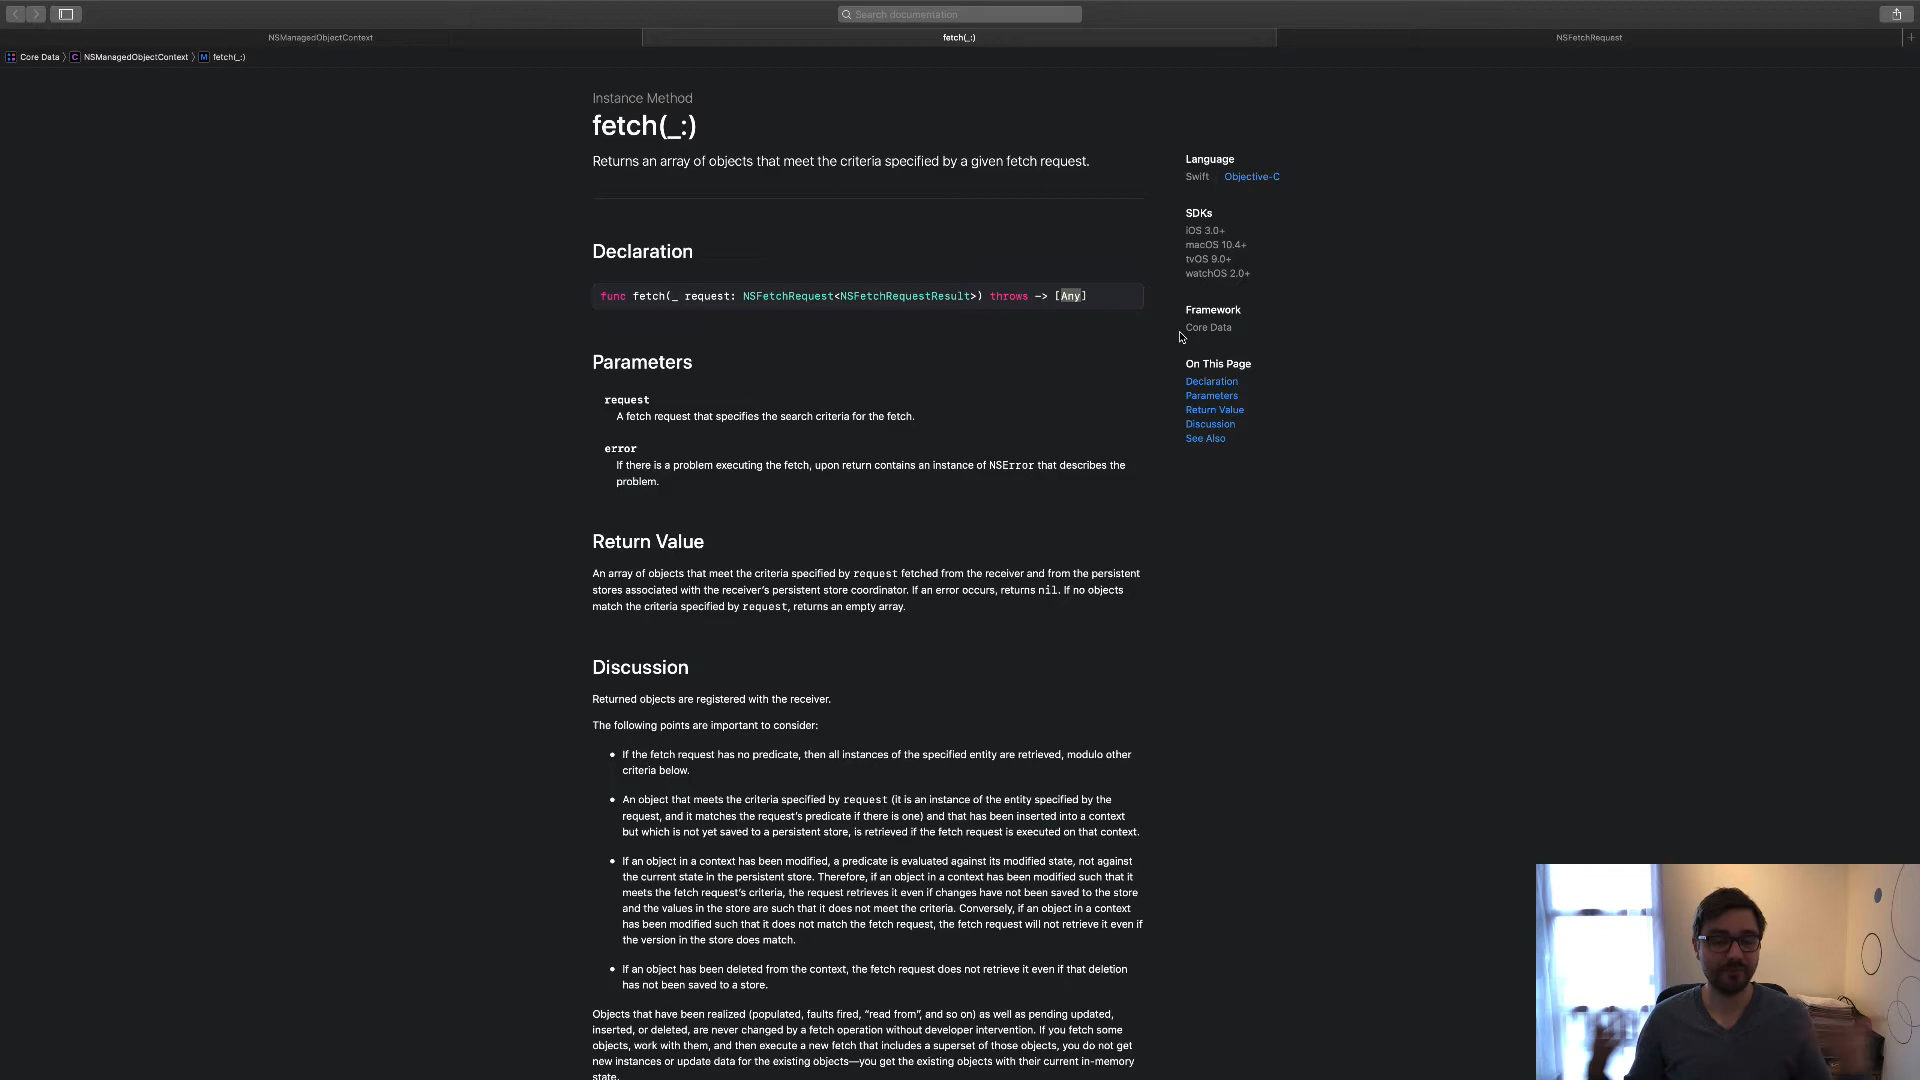 Search documentation
NSManagedObjectContext
fetch(_:)
NSFetchRequest
Core Data
C
NSManagedObjectContext
M
fetch(_:)
Instance Method
fetch(_:)
Returns an array of objects that meet the criteria specified by a given fetch request.
Language
Swift
Objective-C
SDKs
iOS 3.0+
macOS 10.4+
tvOS 9.0+
watchOS 2.0+
Framework
Core Data
On This Page
Declaration
Parameters
Return Value
Discussion
See Also
Declaration
func fetch(_ request: NSFetchRequest<NSFetchRequestResult>) throws -> [Any]
Parameters
request
A fetch request that specifies the search criteria for the fetch.
error
If there is a problem executing the fetch, upon return contains an instance of NSError that describes the
problem.
Return Value
An array of objects that meet the criteria specified by request fetched from the receiver and from the persistent
stores associated with the receiver's persistent store coordinator. If an error occurs, returns nil. If no objects
match the criteria specified by request, returns an empty array.
Discussion
Returned objects are registered with the receiver.
The following points are important to consider:
• If the fetch request has no predicate, then all instances of the specified entity are retrieved, modulo other
criteria below.
• An object that meets the criteria specified by request (it is an instance of the entity specified by the
request, and it matches the request's predicate if there is one) and that has been inserted into a context
but which is not yet saved to a persistent store, is retrieved if the fetch request is executed on that context.
• If an object in a context has been modified, a predicate is evaluated against its modified state, not against
the current state in the persistent store. Therefore, if an object in a context has been modified such that it
meets the fetch request's criteria, the request retrieves it even if changes have not been saved to the store
and the values in the store are such that it does not meet the criteria. Conversely, if an object in a context
has been modified such that it does not match the fetch request, the fetch request will not retrieve it even if
the version in the store does match.
• If an object has been deleted from the context, the fetch request does not retrieve it even if that deletion
has not been saved to a store.
Objects that have been realized (populated, faults fired, “read from”, and so on) as well as pending updated,
inserted, or deleted, are never changed by a fetch operation without developer intervention. If you fetch some
objects, work with them, and then execute a new fetch that includes a superset of those objects, you do not get
new instances or update data for the existing objects—you get the existing objects with their current in-memory
state.